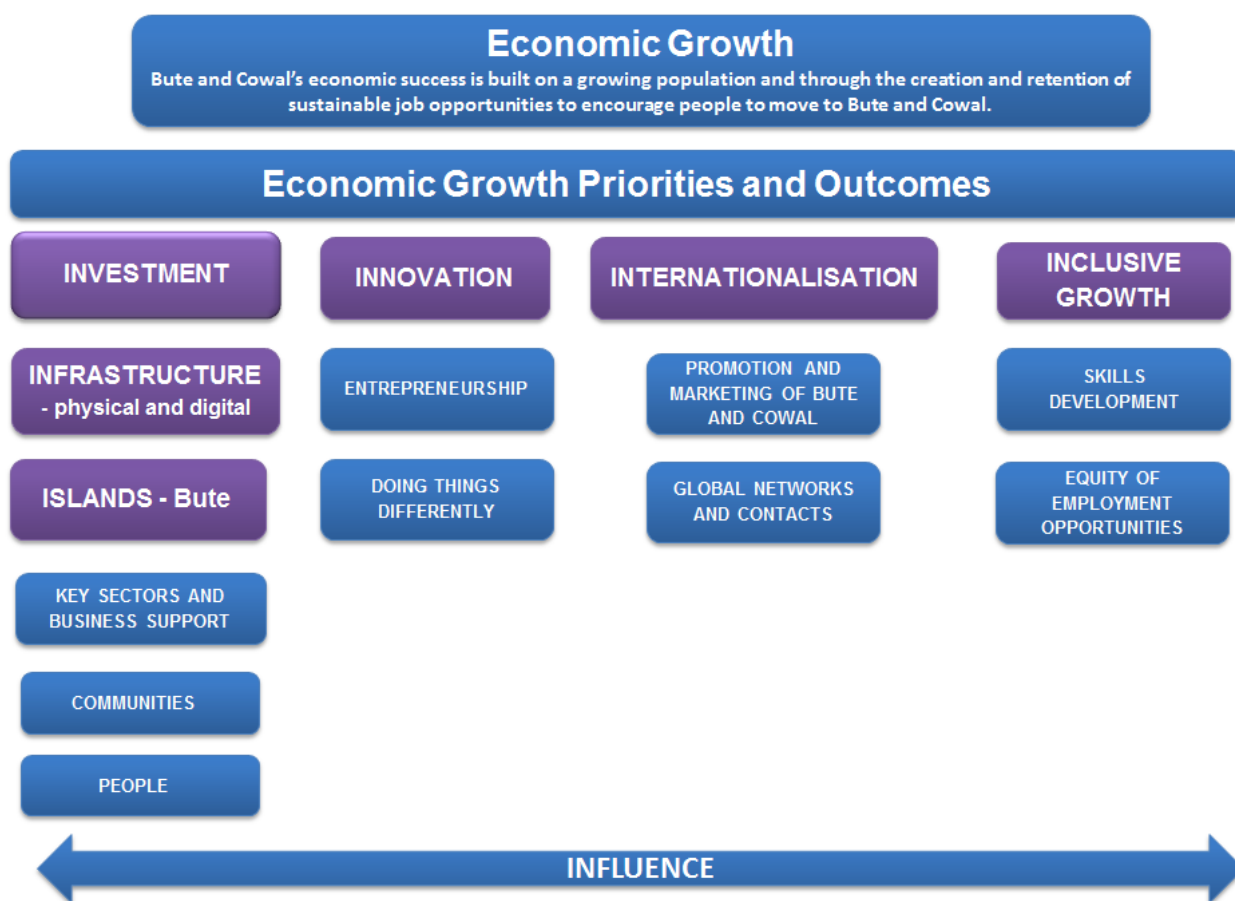 Economic Growth
Bute and Cowal's economic success is built on a growing population and through the creation and retention of
sustainable job opportunities to encourage people to move to Bute and Cowal.
Economic Growth Priorities and Outcomes
INVESTMENT
INFRASTRUCTURE
- physical and digital
ISLANDS - Bute
KEY SECTORS AND
BUSINESS SUPPORT
COMMUNITIES
PEOPLE
INNOVATION
ENTREPRENEURSHIP
DOING THINGS
DIFFERENTLY
INTERNATIONALISATION
PROMOTION AND
MARKETING OF BUTE
AND COWAL
GLOBAL NETWORKS
AND CONTACTS
INCLUSIVE
GROWTH
SKILLS
DEVELOPMENT
EQUITY OF
EMPLOYMENT
OPPORTUNITIES
INFLUENCE